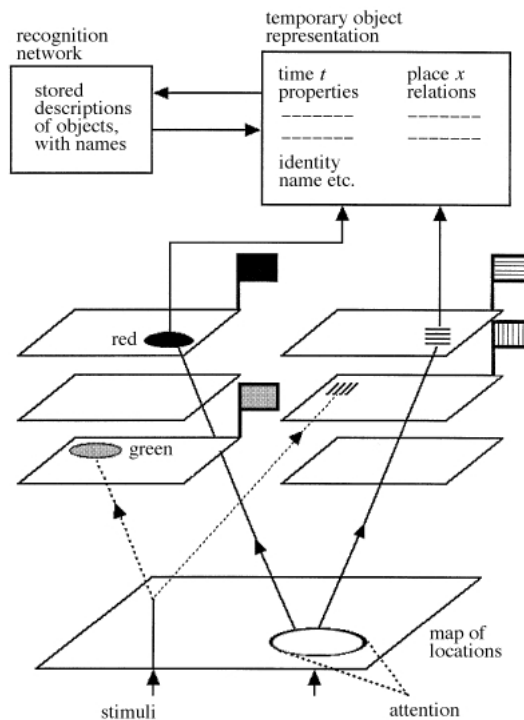 recognition
network
stored
descriptions
of objects,
with names
temporary object
representation
time t
properties
place x
relations
identity
name etc.
red
green
map of
locations
stimuli
attention